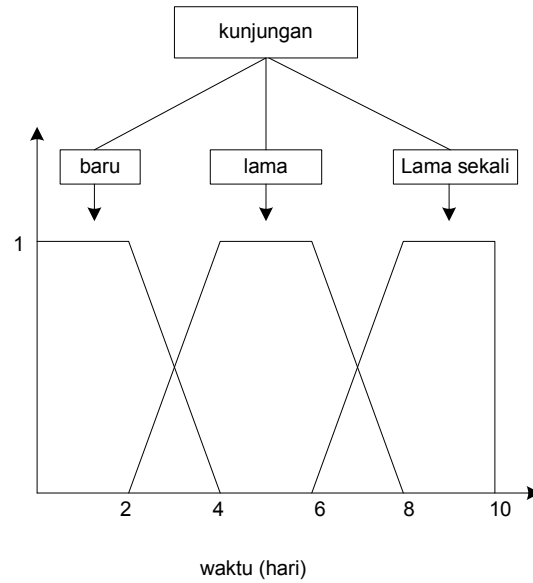 kunjungan
baru lama Lama sekali
1
2 4 6 8 10
waktu (hari)